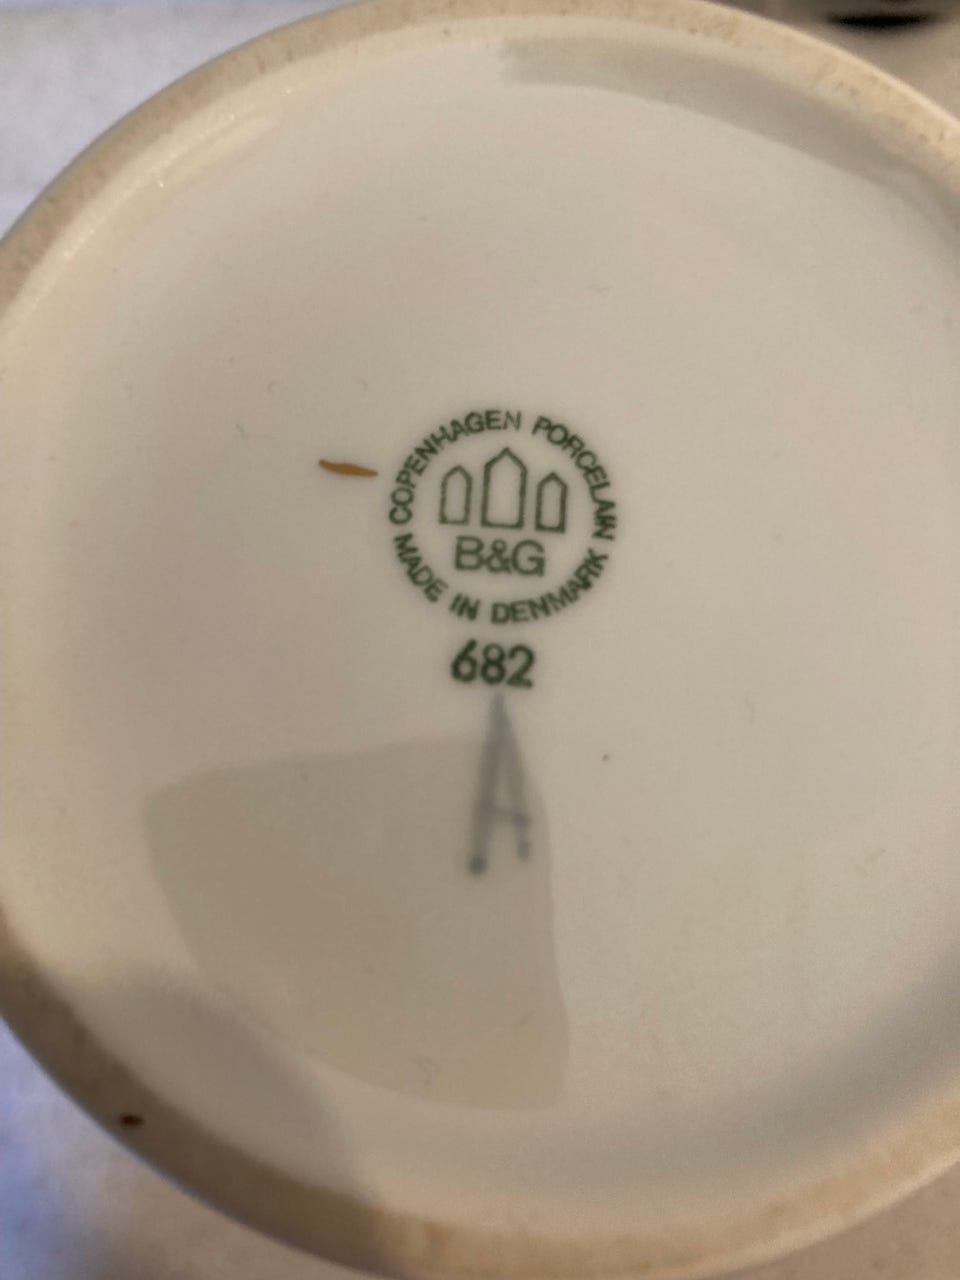 COPENHAGEN PORCELAIN
B&G
MADE IN DENMARK
682
A